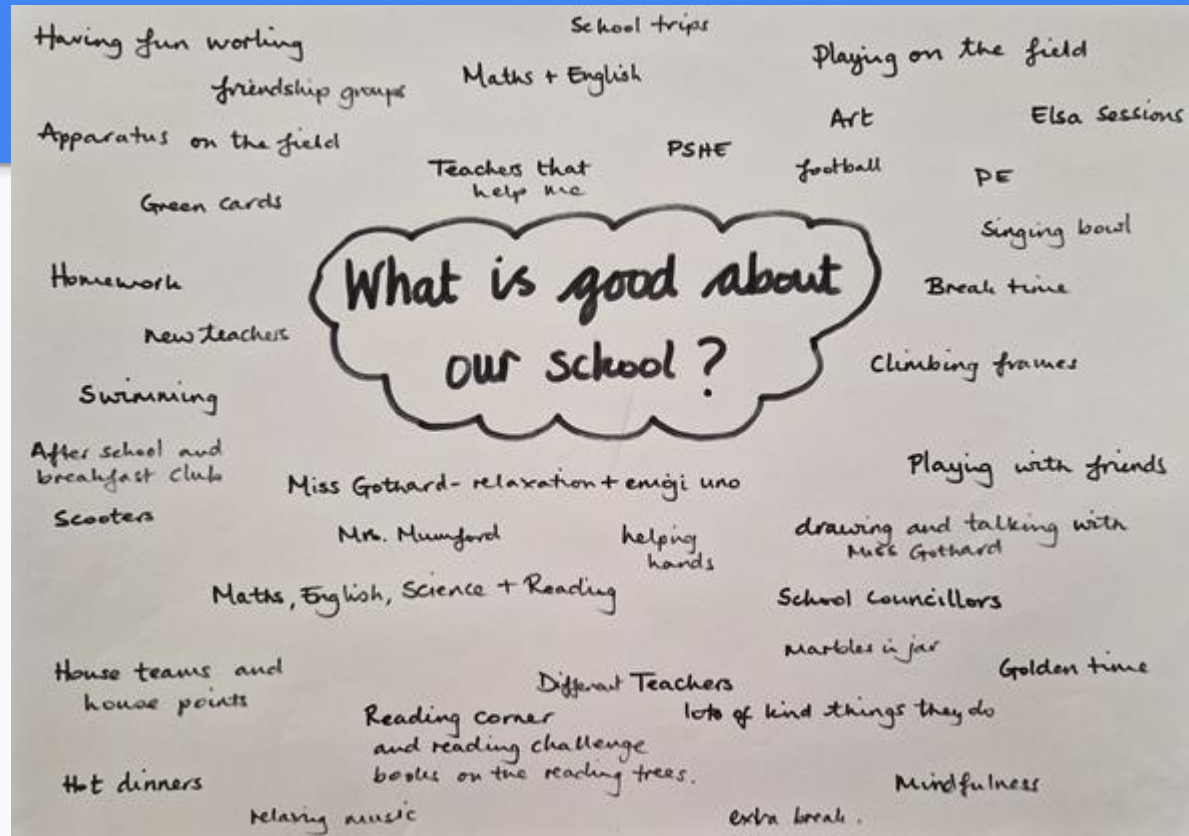 School trips
Having fun working
Playing on the field
Maths + English
friendship groups
Art
Elsa sessions
Apparatus on the field
PSHE
Teachers that
help me
football
PE
Green cards
Singing bowl
What is good about
our school?
Homework
Break time
new teachers
Climbing frames
Swimming
After school and
breakfast club
Playing with friends
Miss Gothard - relaxation + emigi uno
Scooters
Mrs. Mumford
helping
hands
drawing and talking with
Miss Gothard
Maths, English, Science + Reading
School Councillors
Marbles in jar
House teams and
house points
Golden time
Different Teachers
lots of kind things they do
Reading corner
and reading challenge
books on the reading trees.
Hot dinners
Mindfulness
relaxing music
extra break.